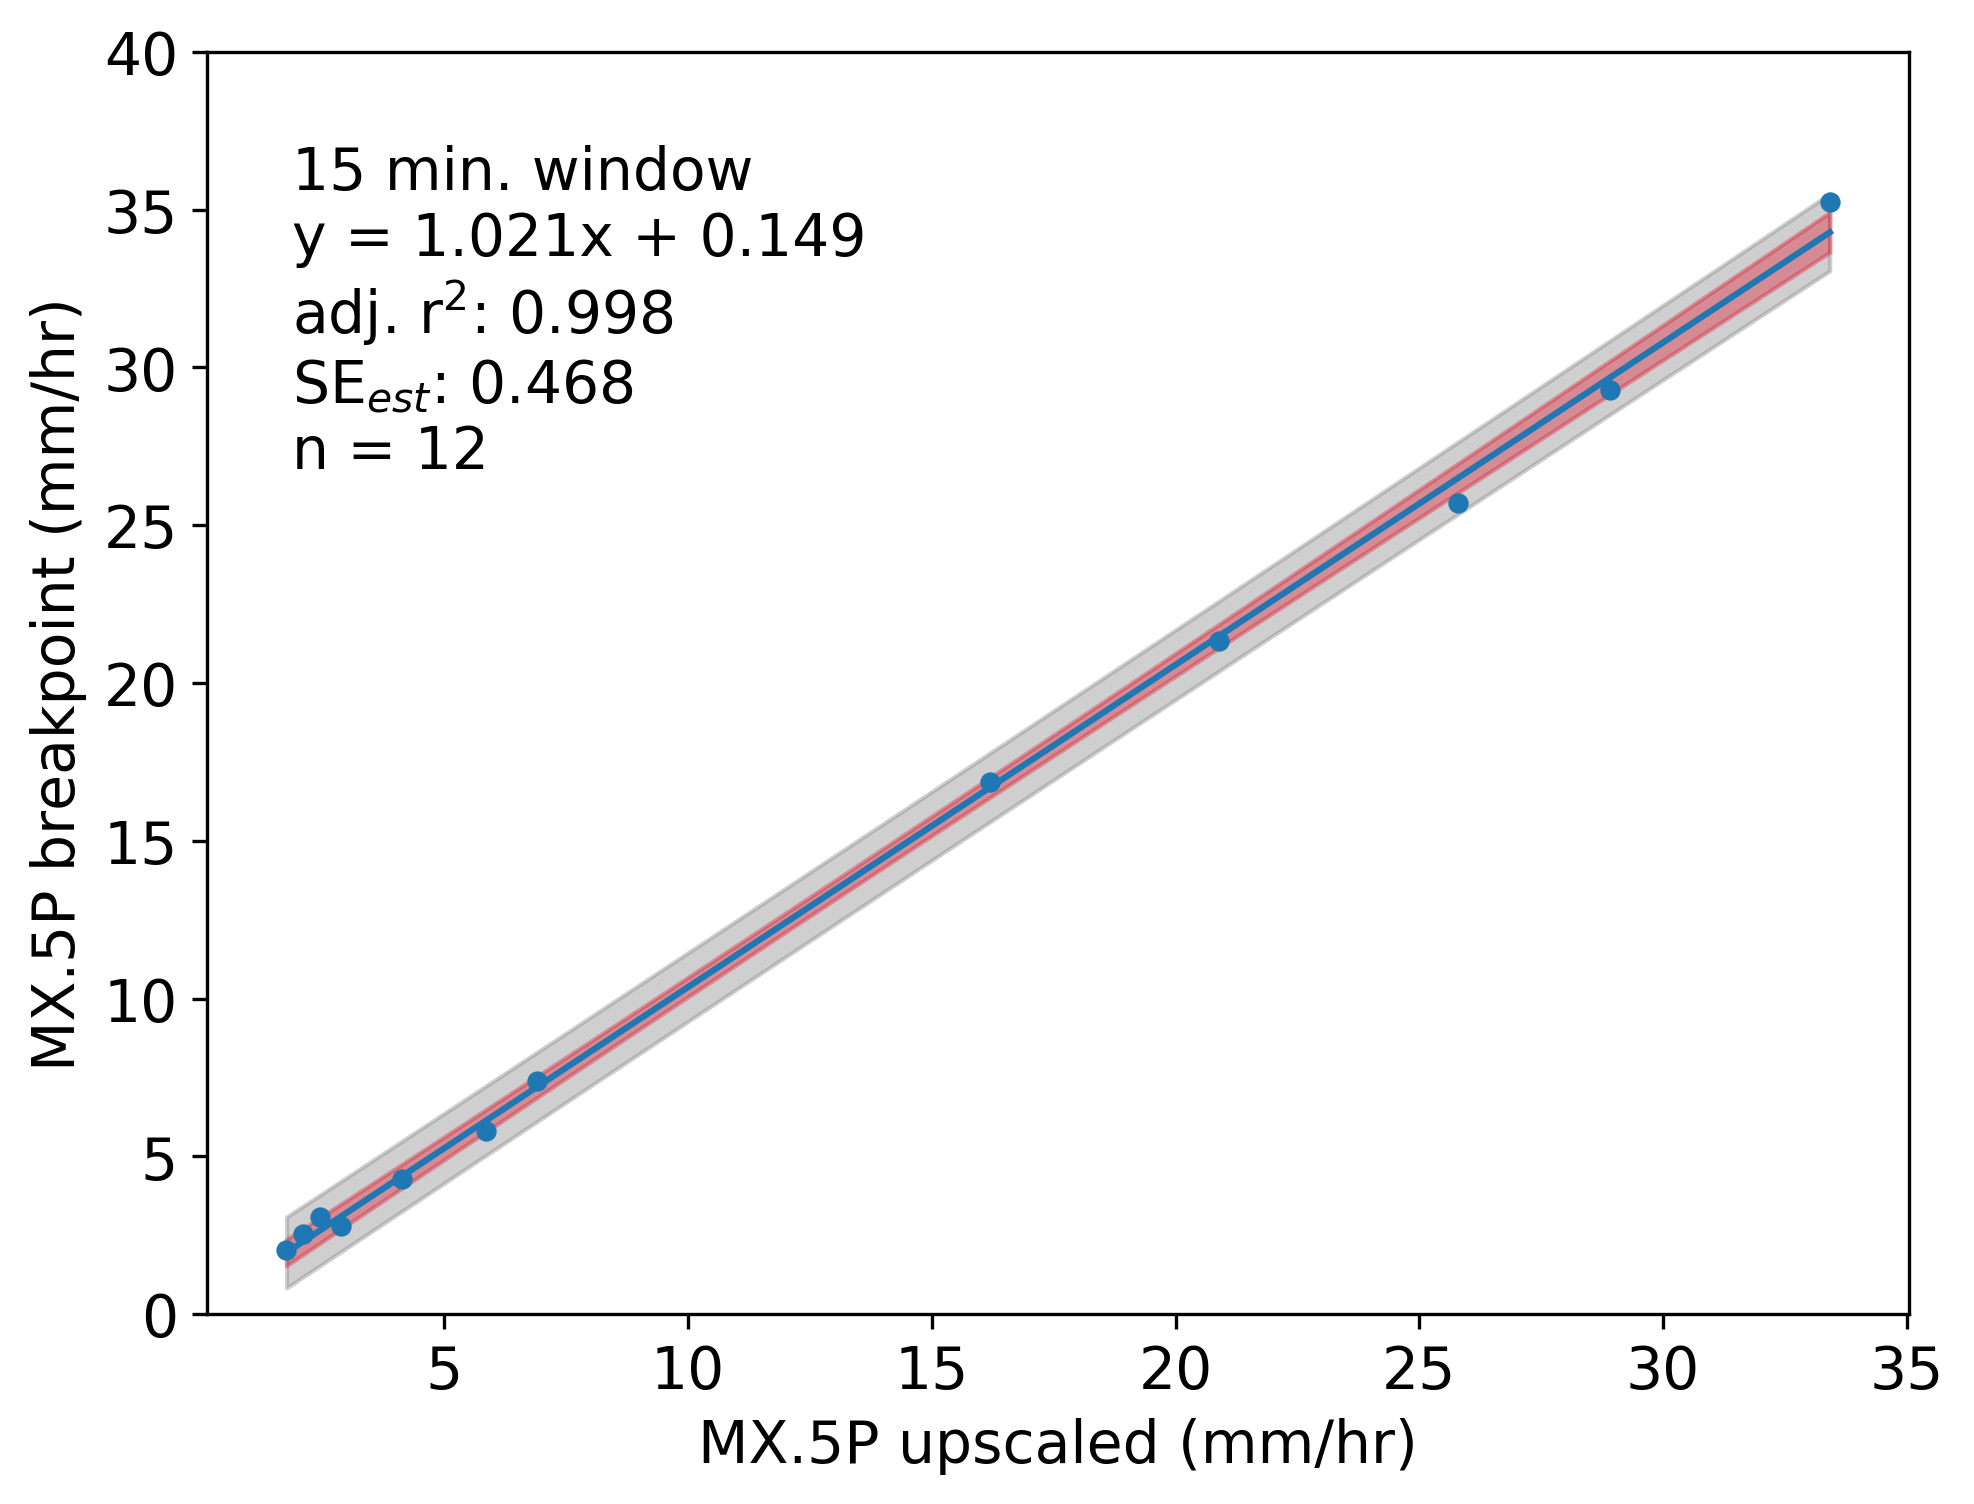 40
35
30
25
20
15
10
5
0
MX.5P breakpoint (mm/hr)
15 min. window
y = 1.021x + 0.149
adj. r²: 0.998
SEₑₛₜ: 0.468
n = 12
5 10 15 20 25 30 35
MX.5P upscaled (mm/hr)